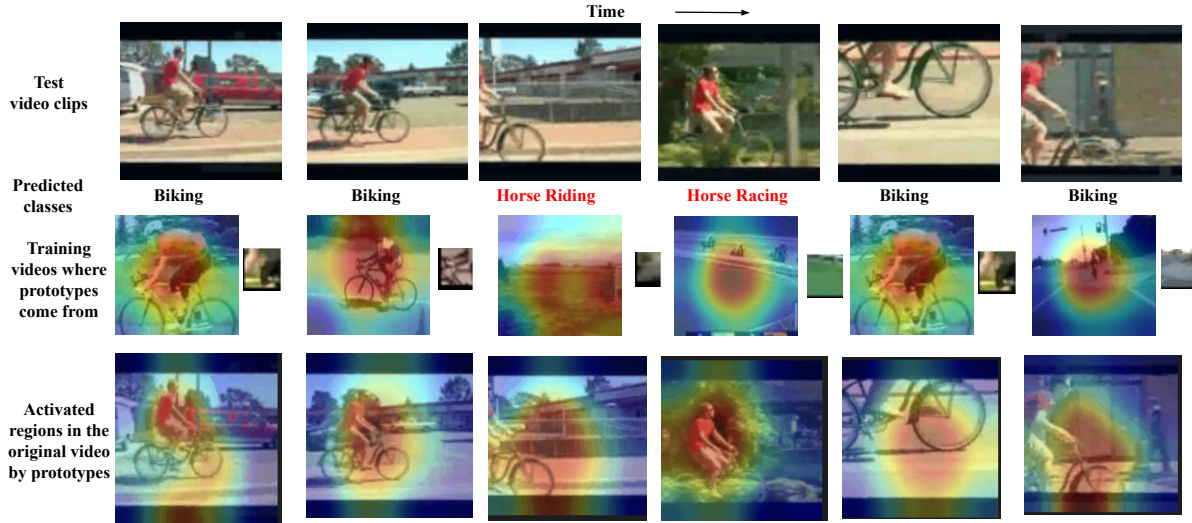 Time
Test
video clips
Predicted
classes
Biking
Biking
Horse Riding
Horse Racing
Biking
Biking
Training
videos where
prototypes
come from
Activated
regions in the
original video
by prototypes